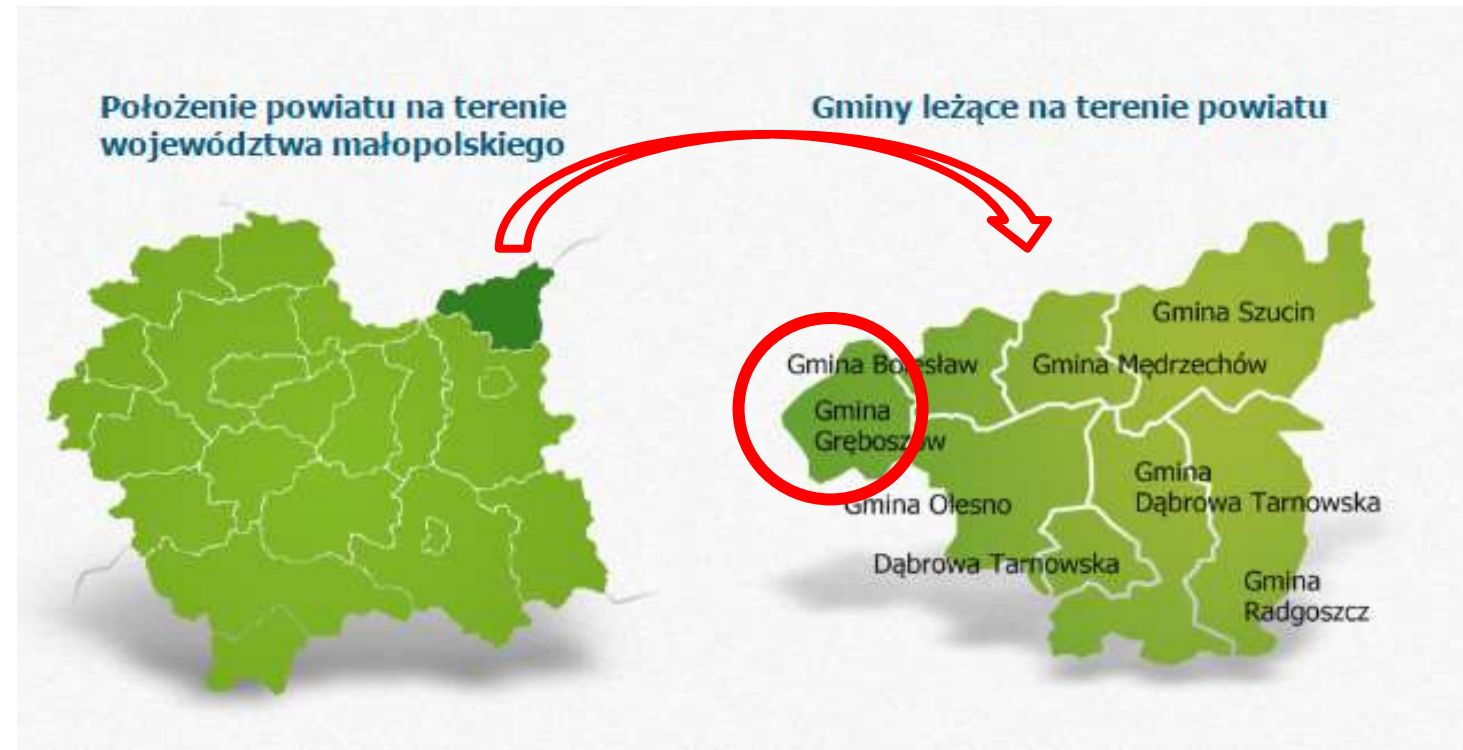 Położenie powiatu na terenie
województwa małopolskiego
Gminy leżące na terenie powiatu
Gmina Szucin
Gmina Bolesław
Gmina Mędrzechów
Gmina
Gręboszów
Gmina
Dąbrowa Tarnowska
Gmina Olesno
Dąbrowa Tarnowska
Gmina
Radgoszcz